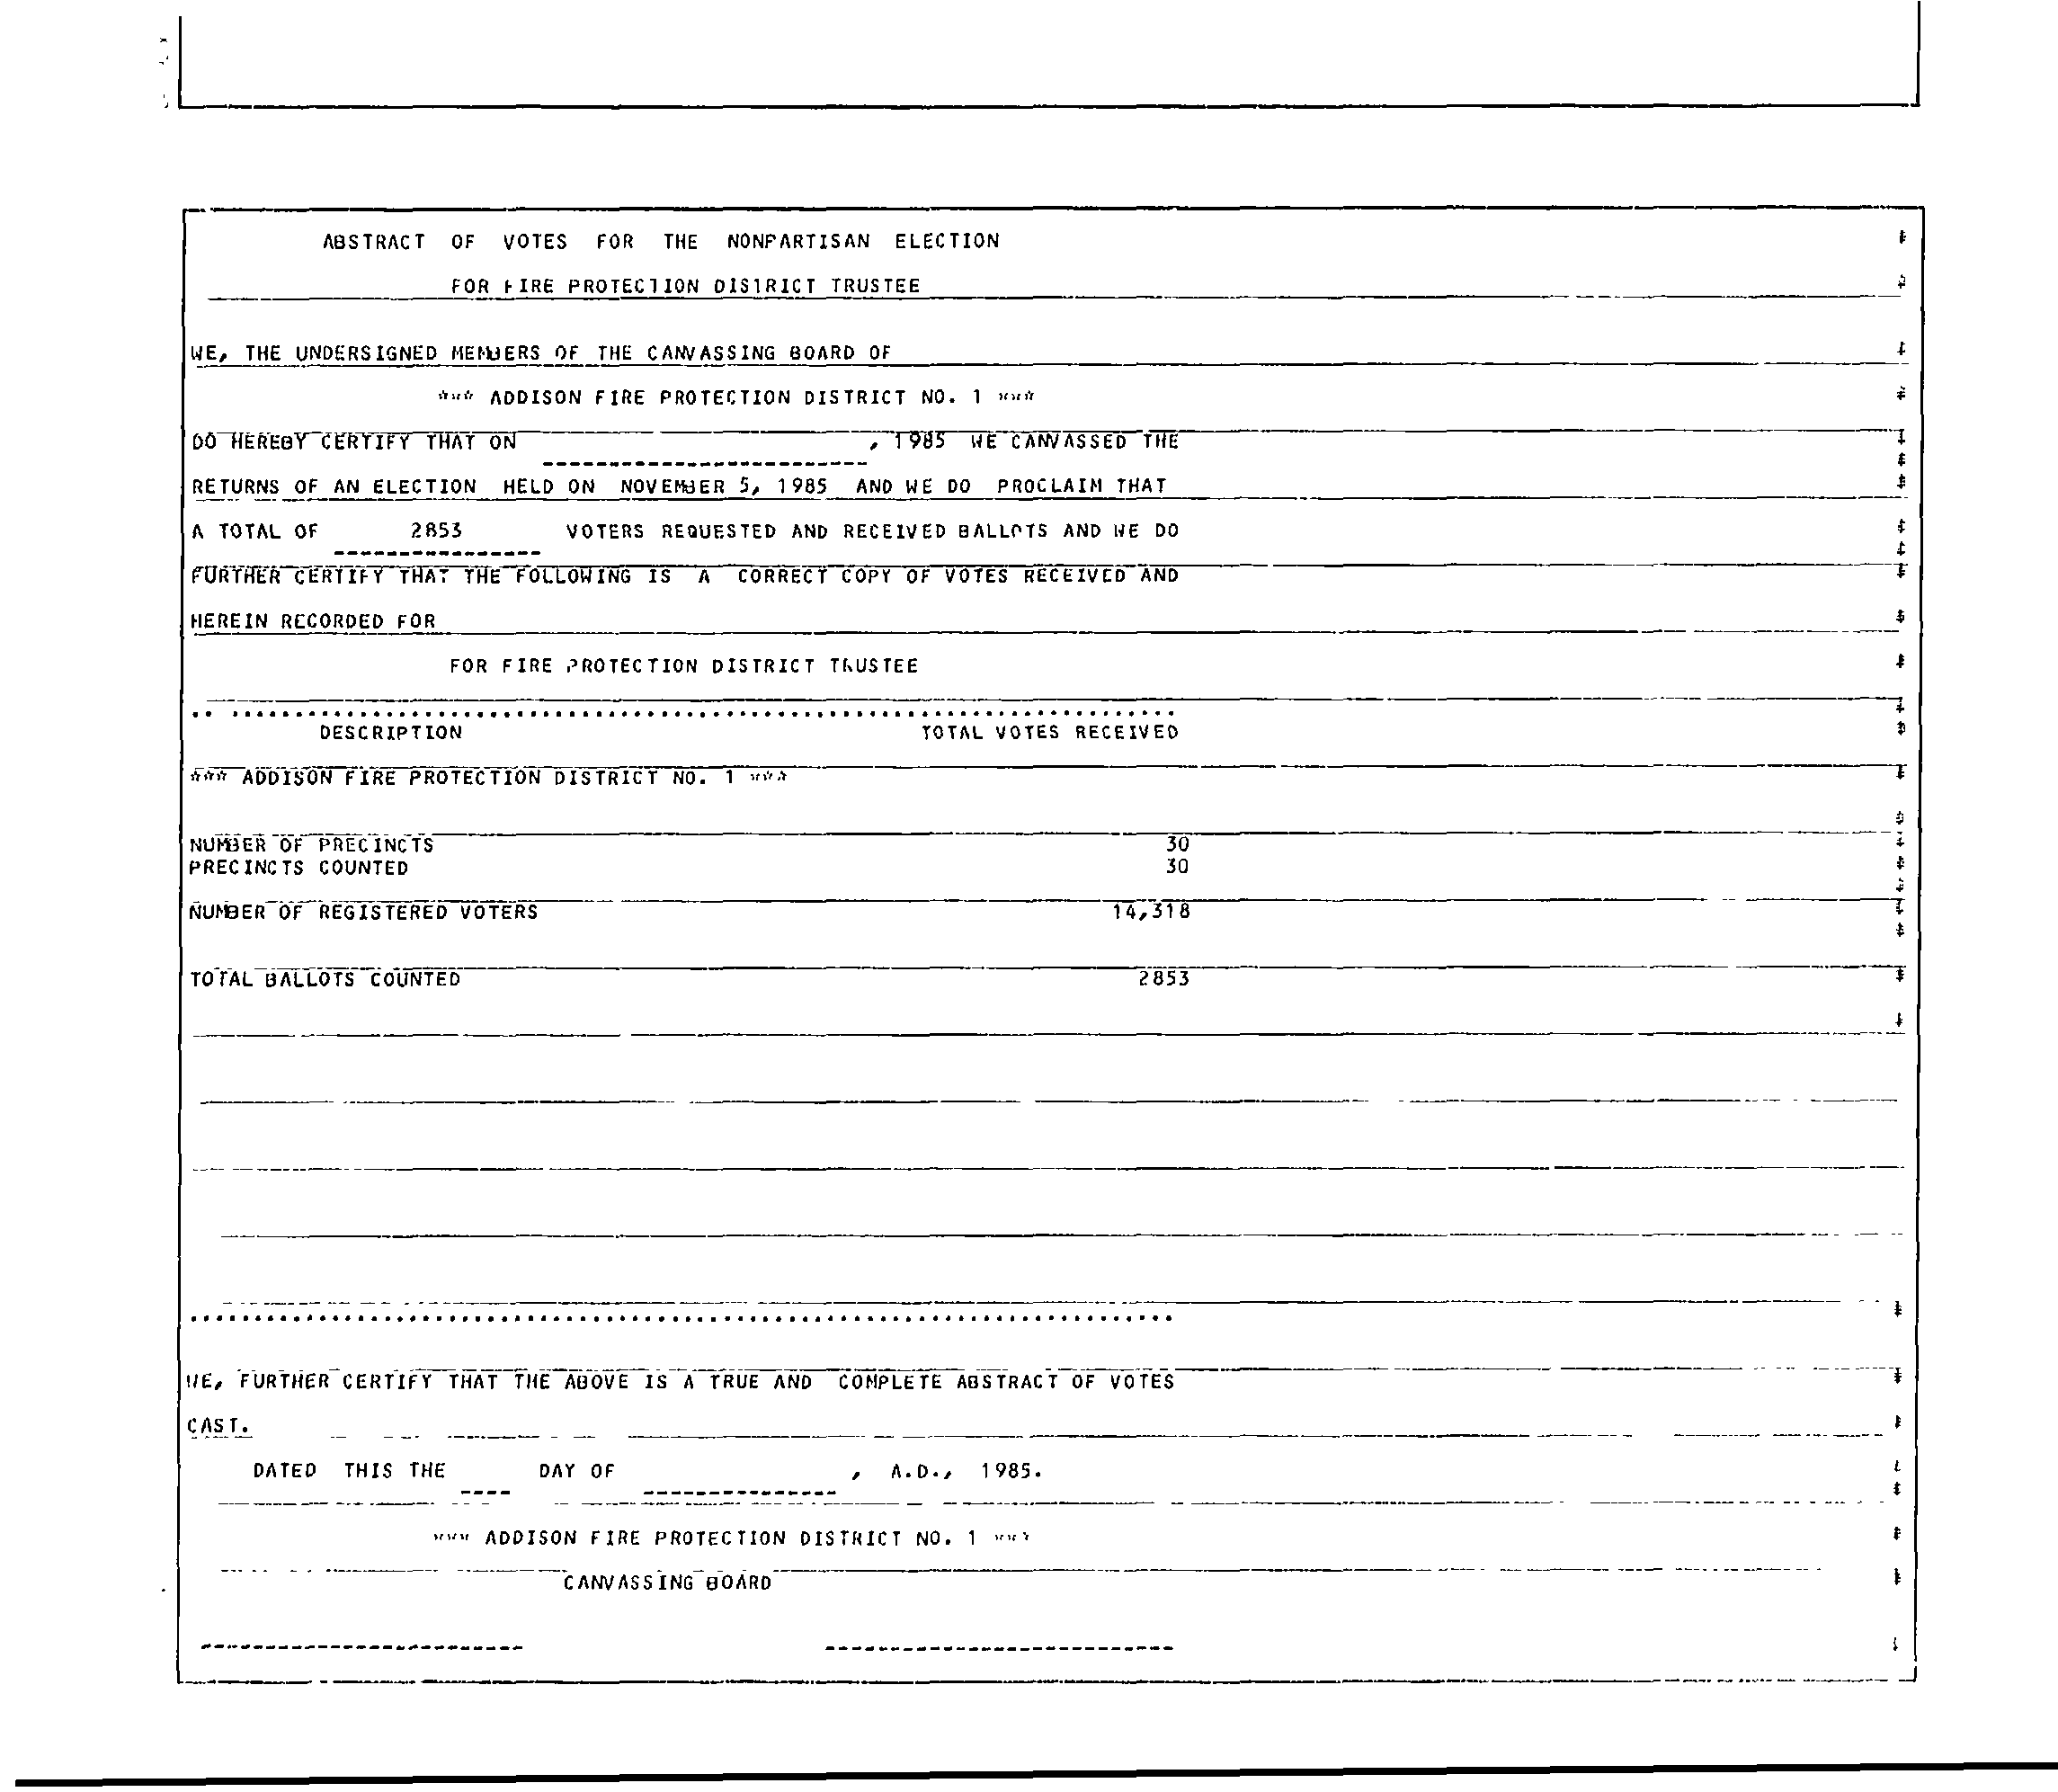 ABSTRACT OF VOTES FOR THE NONPARTISAN ELECTION
FOR FIRE PROTECTION DISTRICT TRUSTEE
WE, THE UNDERSIGNED MEMBERS OF THE CANVASSING BOARD OF
*** ADDISON FIRE PROTECTION DISTRICT NO. 1 ***
DO HEREBY CERTIFY THAT ON , 1985 WE CANVASSED THE
RETURNS OF AN ELECTION HELD ON NOVEMBER 5, 1985 AND WE DO PROCLAIM THAT
A TOTAL OF 2853 VOTERS REQUESTED AND RECEIVED BALLOTS AND WE DO
FURTHER CERTIFY THAT THE FOLLOWING IS A CORRECT COPY OF VOTES RECEIVED AND
HEREIN RECORDED FOR
FOR FIRE PROTECTION DISTRICT TRUSTEE
DESCRIPTION TOTAL VOTES RECEIVED
*** ADDISON FIRE PROTECTION DISTRICT NO. 1 ***
NUMBER OF PRECINCTS 30
PRECINCTS COUNTED 30
NUMBER OF REGISTERED VOTERS 14,318
TOTAL BALLOTS COUNTED 2853
WE, FURTHER CERTIFY THAT THE ABOVE IS A TRUE AND COMPLETE ABSTRACT OF VOTES
CAST.
DATED THIS THE DAY OF , A.D., 1985.
*** ADDISON FIRE PROTECTION DISTRICT NO. 1 ***
CANVASSING BOARD